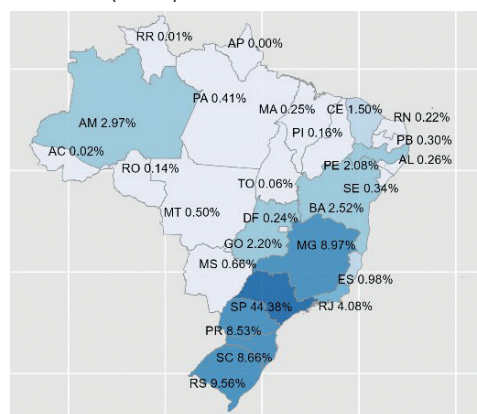 RR 0.01%
AP 0.00%
PA 0.41%
MA 0.25%
CE 1.50%
RN 0.22%
AM 2.97%
PI 0.16%
PB 0.30%
AC 0.02%
RO 0.14%
PE 2.08%
AL 0.26%
TO 0.06%
SE 0.34%
MT 0.50%
DF 0.24%
BA 2.52%
GO 2.20%
MG 8.97%
MS 0.66%
ES 0.98%
SP 44.38%
RJ 4.08%
PR 8.53%
SC 8.66%
RS 9.56%